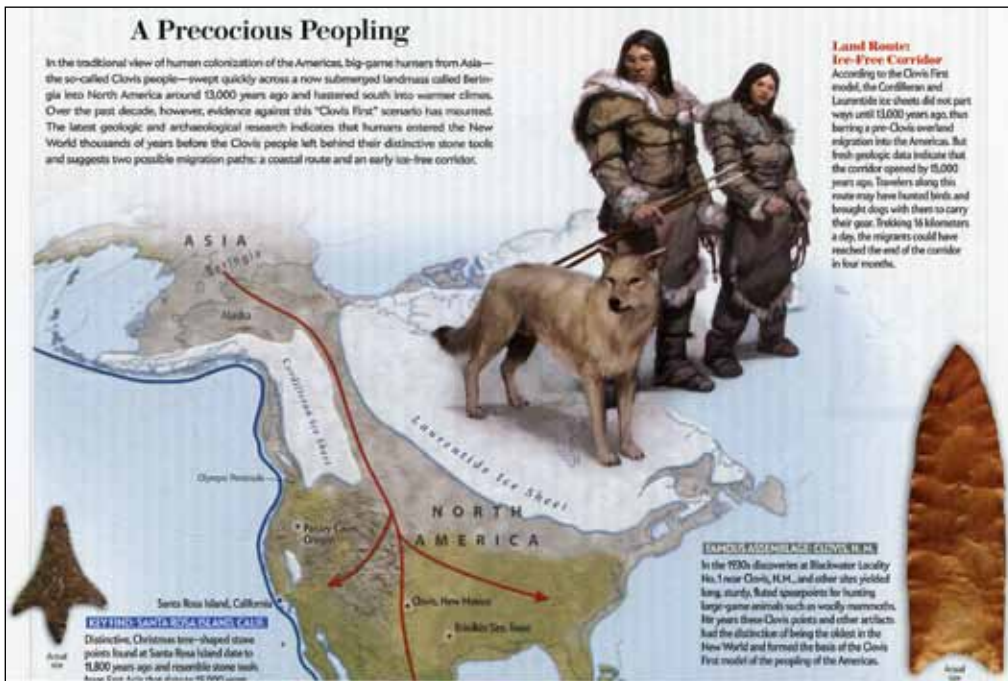 A Precocious Peopling
In the traditional view of human colonization of the Americas, big-game hunters from Asia—
the so-called Clovis people—swept quickly across a now submerged landmass called Berin-
gia into North America around 13,000 years ago and hastened south into warmer climes.
Over the past decade, however, evidence against this "Clovis First" scenario has mounted.
The latest geologic and archaeological research indicates that humans entered the New
World thousands of years before the Clovis people left behind their distinctive stone tools
and suggests two possible migration paths: a coastal route and an early ice-free corridor.
Land Route:
Ice-Free Corridor
According to the Clovis First
model, the Cordilleran and
Laurentide ice sheets did not part
ways until 13,000 years ago, thus
barring a pre-Clovis overland
migration into the Americas. But
fresh geologic data indicate that
the corridor opened by 15,000
years ago. Travelers along this
route may have hunted birds and
brought dogs with them to carry
their gear. Trekking 16 kilometers
a day, the migrants could have
reached the end of the corridor
in four months.
ASIA
Beringia
Alaska
Cordilleran Ice Sheet
Laurentide Ice Sheet
Olympic Peninsula
NORTH
AMERICA
Paisley Caves,
Oregon
Santa Rosa Island, California
Clovis, New Mexico
Texas
KEY FIND: SANTA ROSA ISLAND, CALIF.
Distinctive, Christmas tree–shaped stone
points found at Santa Rosa Island date to
11,800 years ago and resemble stone tools
from East Asia that date to 15,000 years
Actual
size
FAMOUS ASSEMBLAGE: CLOVIS, N.M.
In the 1930s discoveries at Blackwater Locality
No. 1 near Clovis, N.M., and other sites yielded
long, sturdy, fluted spearpoints for hunting
large-game animals such as woolly mammoths.
For years these Clovis points and other artifacts
had the distinction of being the oldest in the
New World and formed the basis of the Clovis
First model of the peopling of the Americas.
Actual
size